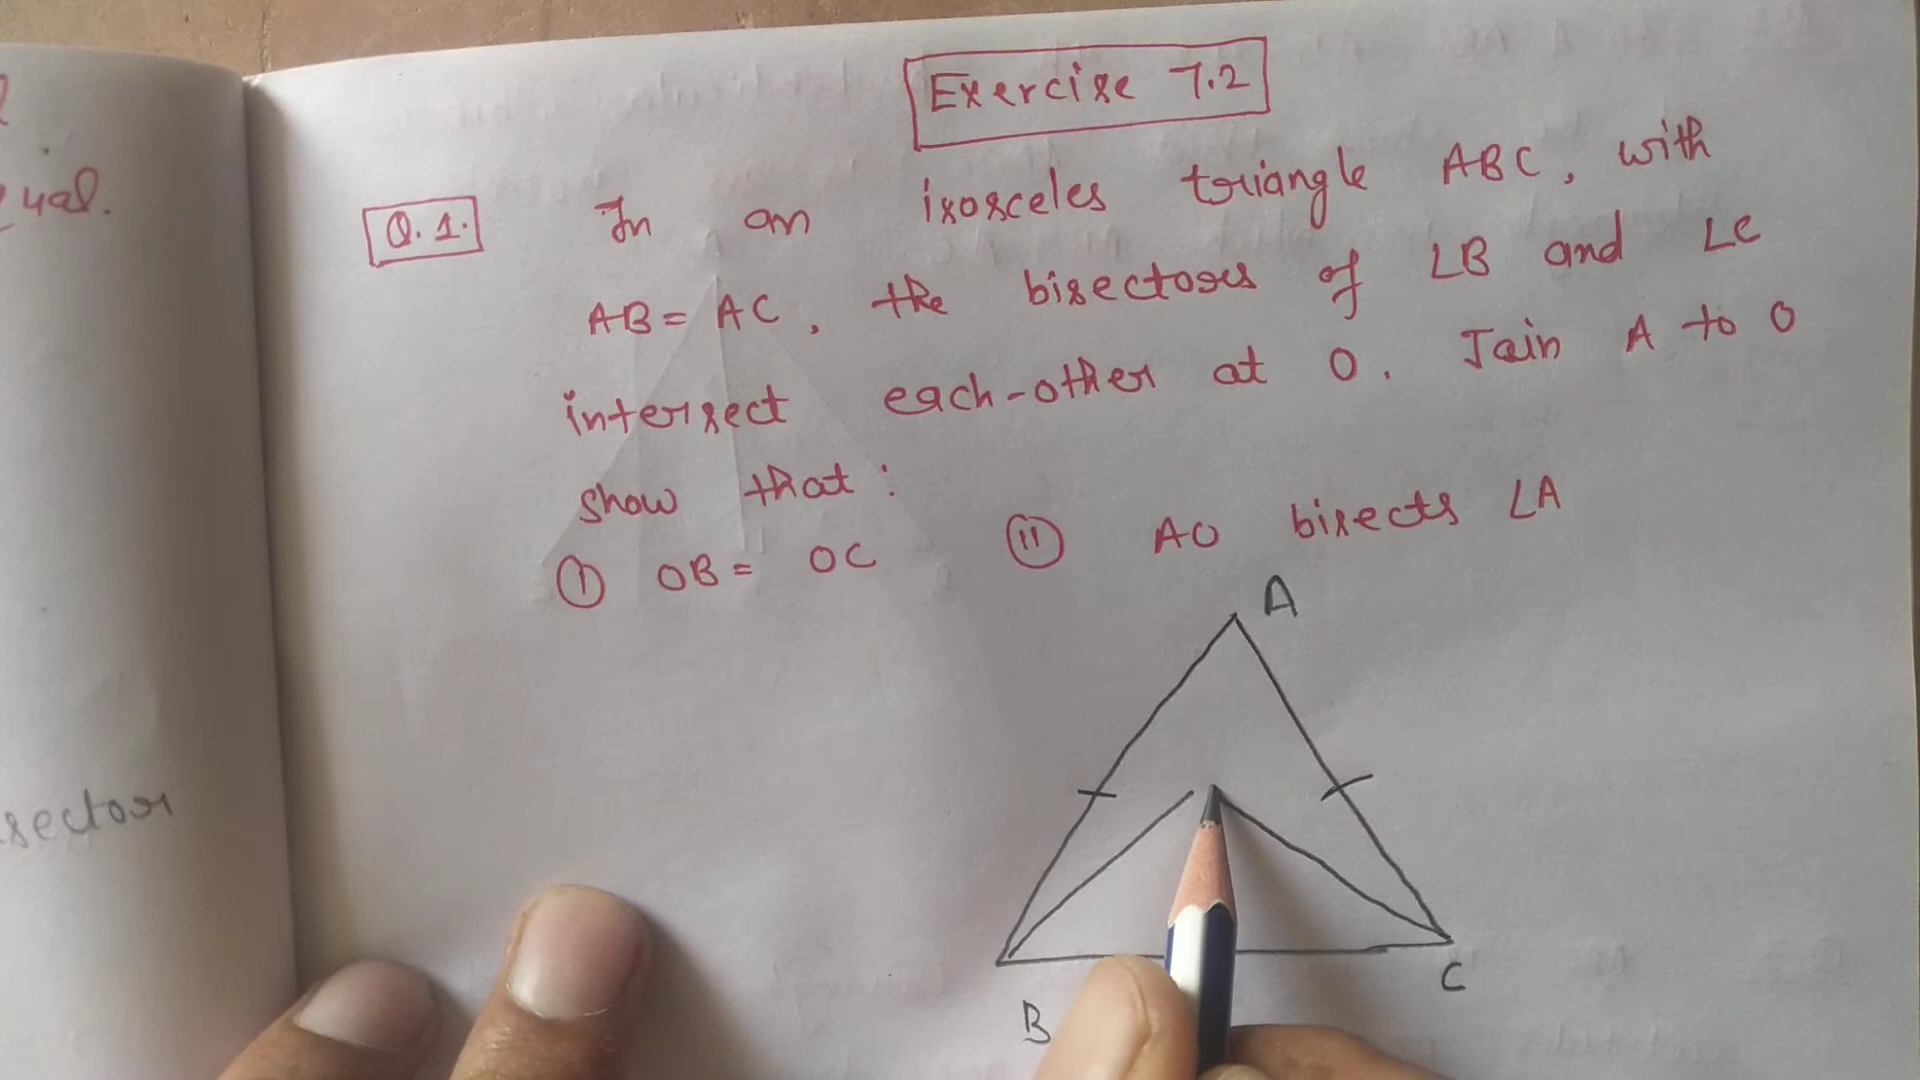 Exercise 7.2
Q.1. In an isosceles triangle ABC, with
AB = AC, the bisectors of ∠B and ∠C
intersect each-other at O. Join A to O
show that:
(i) OB = OC (ii) AO bisects ∠A
A
B
C
ual.
sector